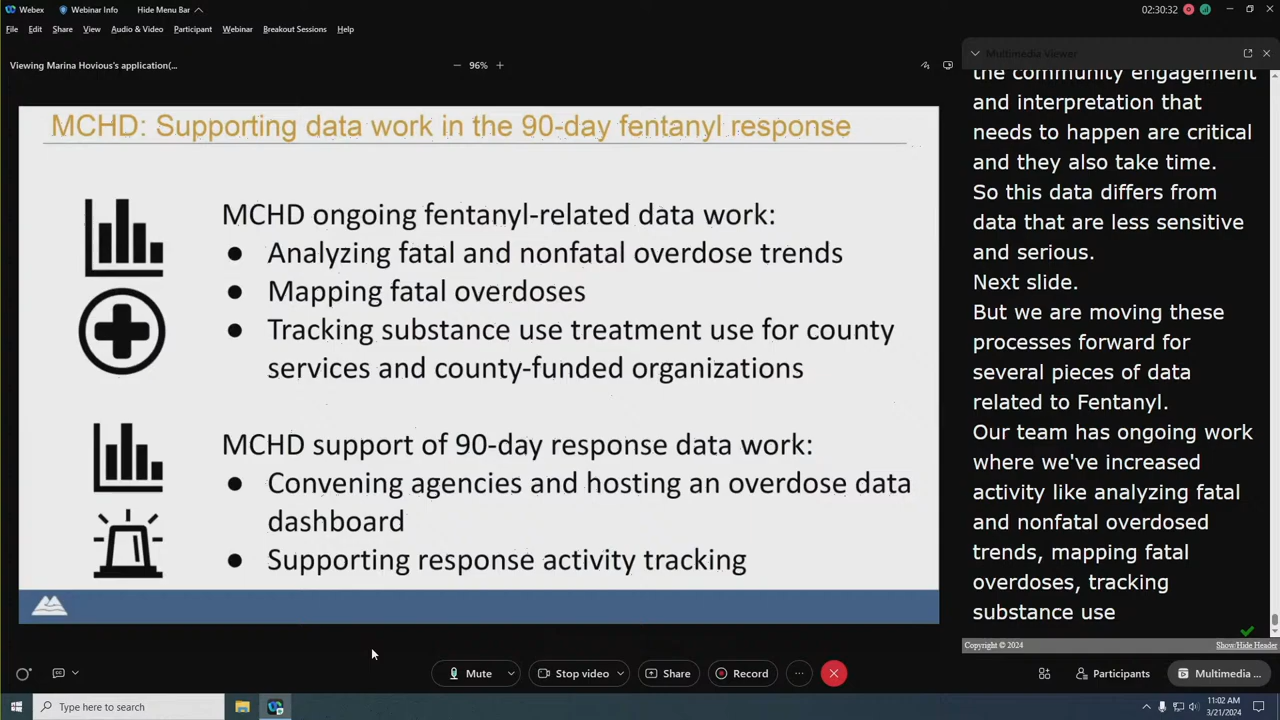 Webex
Webinar Info
Hide Menu Bar
02:30:32
File Edit Share View Audio & Video Participant Webinar Breakout Sessions Help
Viewing Marina Hovious's application(...
96%
MCHD: Supporting data work in the 90-day fentanyl response
MCHD ongoing fentanyl-related data work:
● Analyzing fatal and nonfatal overdose trends
● Mapping fatal overdoses
● Tracking substance use treatment use for county
services and county-funded organizations
MCHD support of 90-day response data work:
● Convening agencies and hosting an overdose data
dashboard
● Supporting response activity tracking
Multimedia Viewer
the community engagement
and interpretation that
needs to happen are critical
and they also take time.
So this data differs from
data that are less sensitive
and serious.
Next slide.
But we are moving these
processes forward for
several pieces of data
related to Fentanyl.
Our team has ongoing work
where we've increased
activity like analyzing fatal
and nonfatal overdosed
trends, mapping fatal
overdoses, tracking
substance use
Copyright © 2024
Show/Hide Header
Mute
Stop video
Share
Record
Participants
Multimedia ...
Type here to search
11:02 AM
3/21/2024